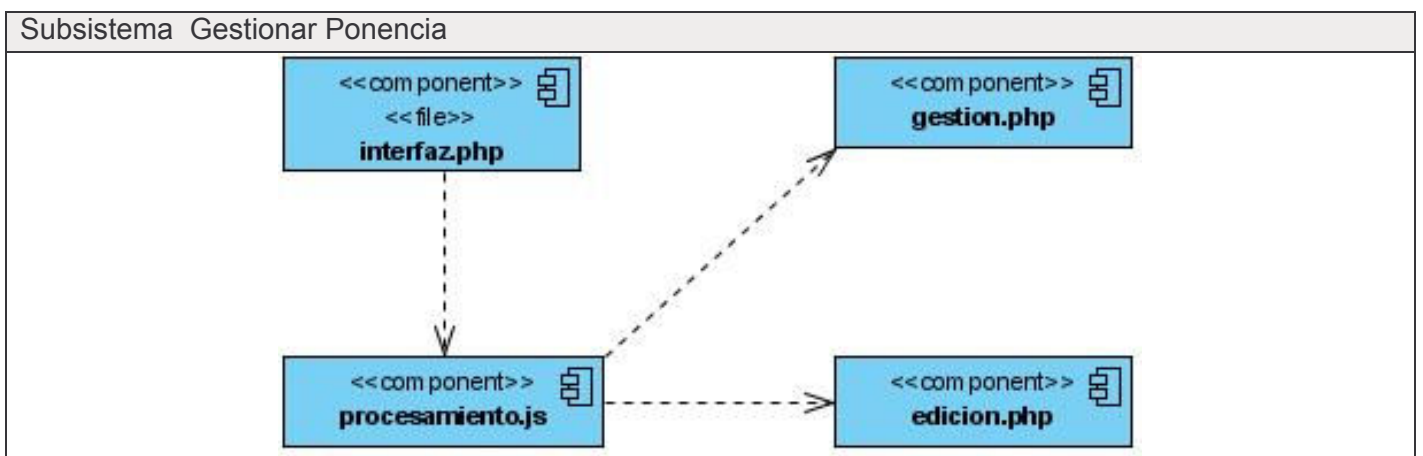 Subsistema Gestionar Ponencia
<<component>>
<<file>>
interfaz.php
<<component>>
gestion.php
<<component>>
procesamiento.js
<<component>>
edicion.php